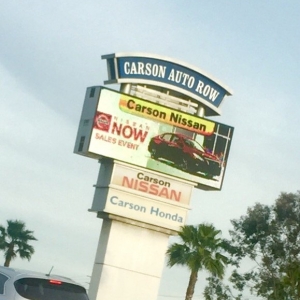 CARSON AUTO ROW
Carson Nissan
NISSAN
NOW
SALES EVENT
Carson
NISSAN
Carson Honda